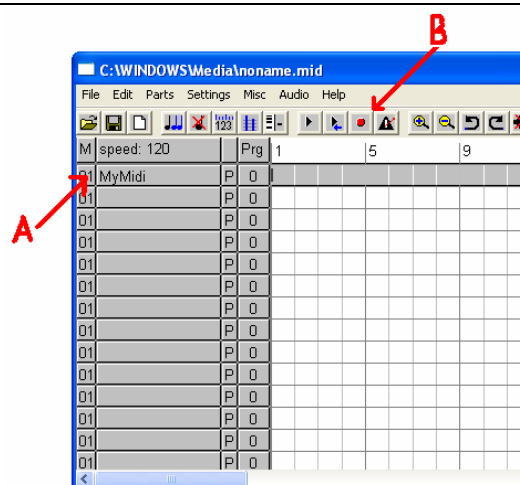 B
C:\WINDOWS\Media\noname.mid
File Edit Parts Settings Misc Audio Help
123
M speed: 120 Prg 1 5 9
01 MyMidi P 0
01 P 0
A
01 P 0
01 P 0
01 P 0
01 P 0
01 P 0
01 P 0
01 P 0
01 P 0
01 P 0
01 P 0
01 P 0
01 P 0